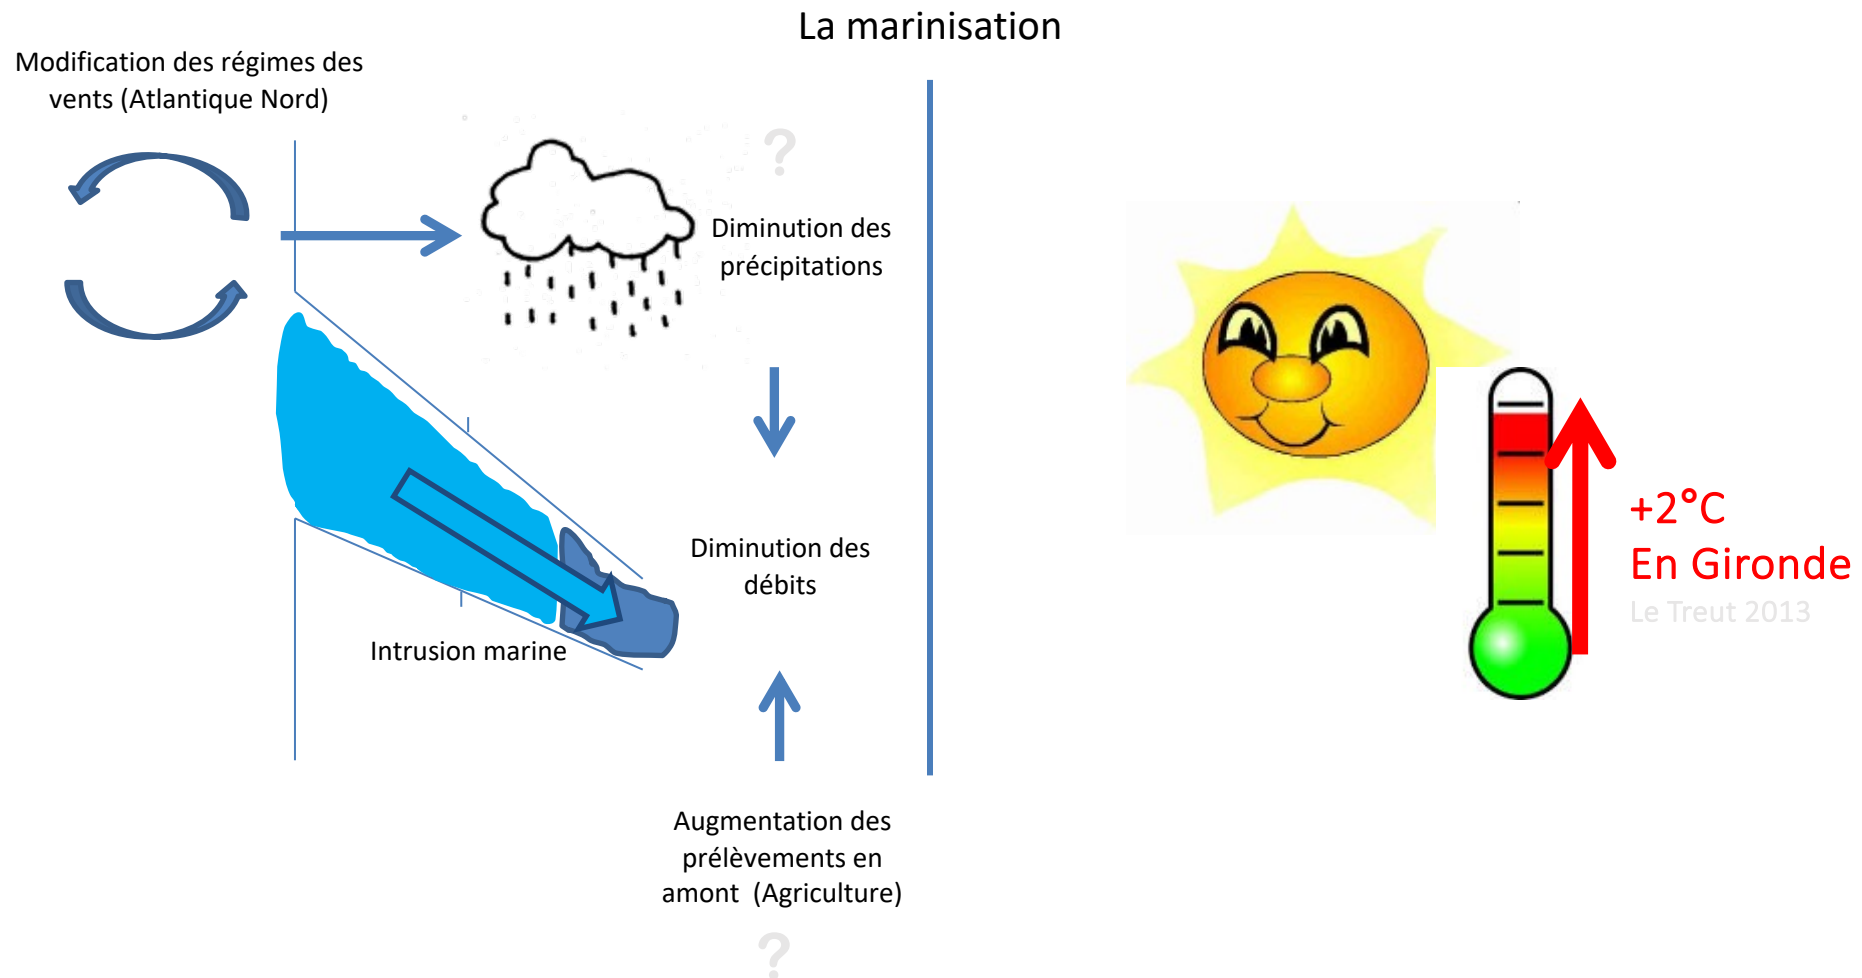 La marinisation
Modification des régimes des
vents (Atlantique Nord)
?
Diminution des
précipitations
Diminution des
débits
Intrusion marine
Augmentation des
prélèvements en
amont  (Agriculture)
?
+2°C
En Gironde
Le Treut 2013